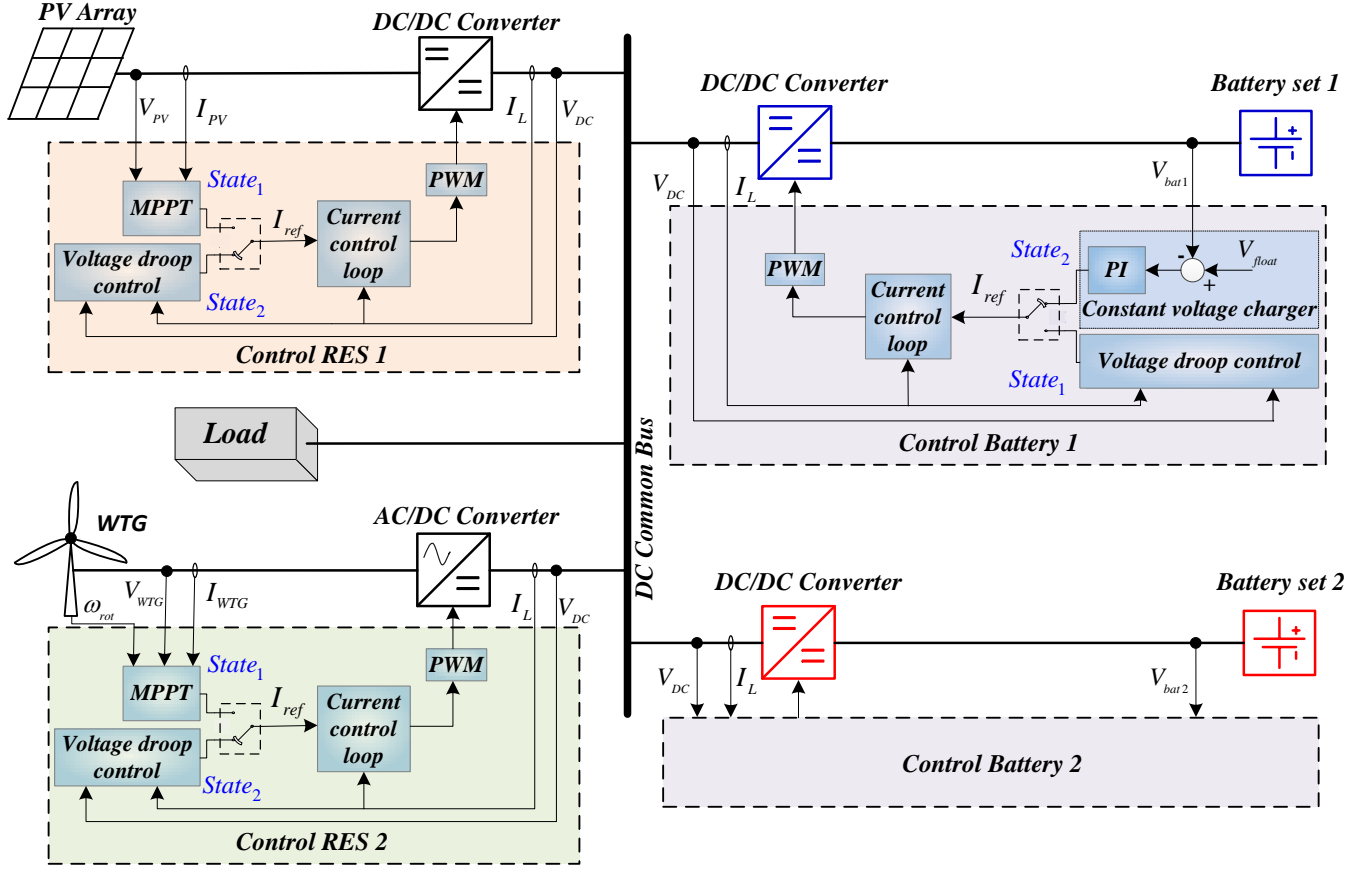 PV Array
DC/DC Converter
V_PV
I_PV
I_L
V_DC
State_1
MPPT
PWM
I_ref
Current
control
loop
Voltage droop
control
State_2
Control RES 1
Load
WTG
AC/DC Converter
ω_rot
V_WTG
I_WTG
I_L
V_DC
State_1
MPPT
PWM
I_ref
Current
control
loop
Voltage droop
control
State_2
Control RES 2
DC Common Bus
DC/DC Converter
Battery set 1
+
-
V_DC
I_L
V_bat1
State_2
PI
-
+
V_float
Constant voltage charger
PWM
I_ref
Current
control
loop
Voltage droop control
State_1
Control Battery 1
DC/DC Converter
Battery set 2
+
-
V_DC
I_L
V_bat2
Control Battery 2